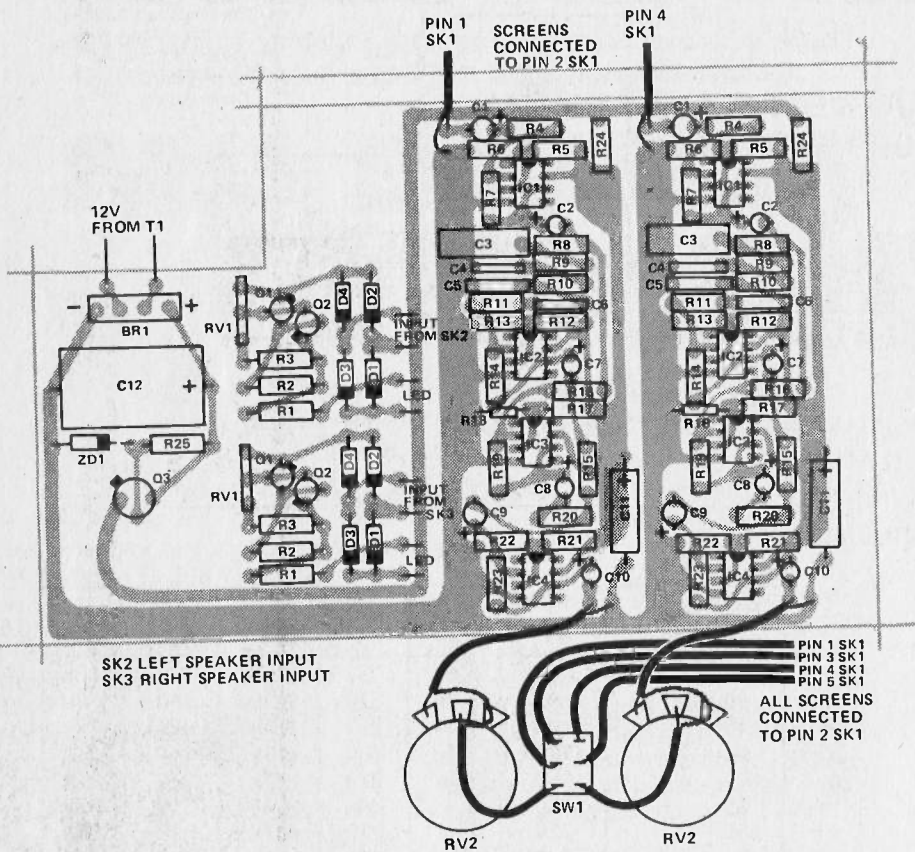 PIN 1
SK1
SCREENS
CONNECTED
TO PIN 2 SK1
PIN 4
SK1
12V
FROM T1
- BR1 +
C12 +
ZD1
R25
Q3
RV1
Q1
Q2
D4
D2
R3
R2
R1
D3
D1
INPUT
FROM SK2
LED
RV1
Q1
Q2
D4
D2
R3
R2
R1
D3
D1
INPUT
FROM
SK3
LED
C1 +
R4
R6
R5
R24
IC1
R7
C2
C3
R8
R9
C4
C5
R10
R11
C6
R13
R12
IC2
C7
R14
R16
R17
R18
IC3
R19
R15
C8
C9
R20
C11
R22
R21
R23
IC4
C10
C1 +
R4
R6
R5
R24
IC1
R7
C2
C3
R8
R9
C4
C5
R10
R11
C6
R13
R12
IC2
C7
R14
R16
R17
R18
IC2
R19
R15
C8
C9
R20
C11
R22
R21
R23
IC4
C10
SK2 LEFT SPEAKER INPUT
SK3 RIGHT SPEAKER INPUT
PIN 1 SK1
PIN 3 SK1
PIN 4 SK1
PIN 5 SK1
ALL SCREENS
CONNECTED
TO PIN 2 SK1
RV2
SW1
RV2